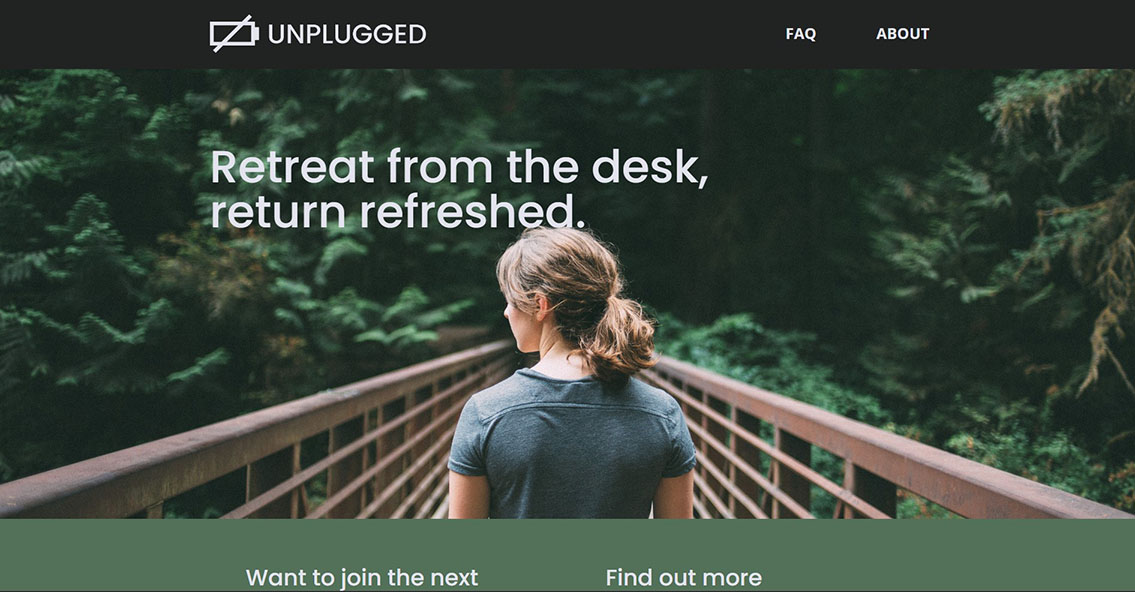 UNPLUGGED
FAQ
ABOUT
Retreat from the desk,
return refreshed.
Want to join the next
Find out more